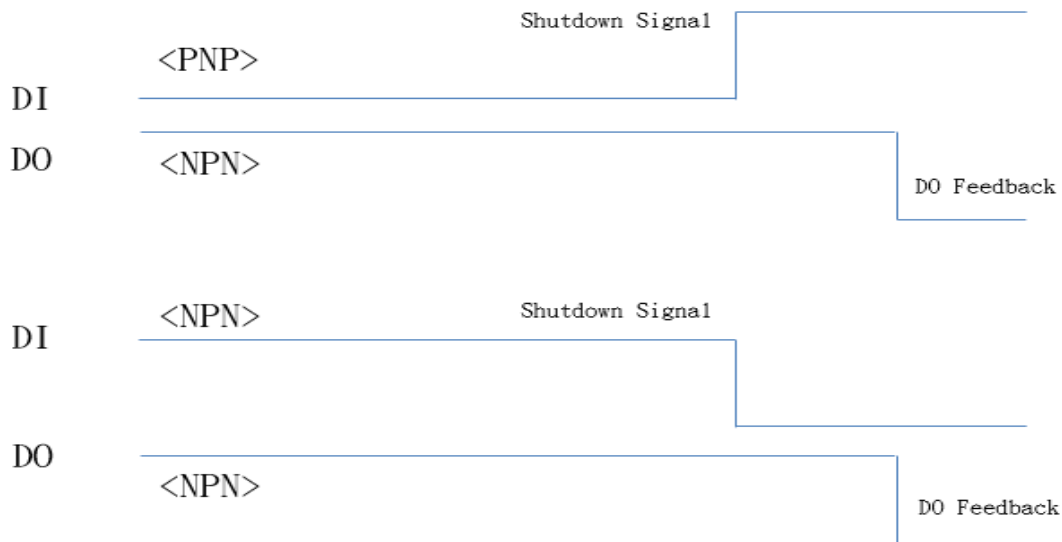 Shutdown Signal
<PNP>
DI
DO
<NPN>
DO Feedback
<NPN>
Shutdown Signal
DI
DO
<NPN>
DO Feedback